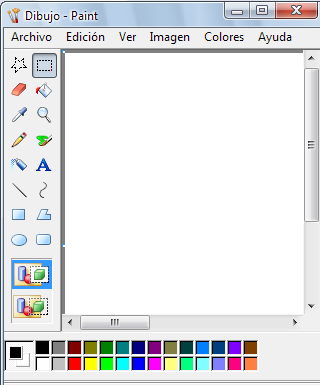 Dibujo - Paint
Archivo Edición Ver Imagen Colores Ayuda
A